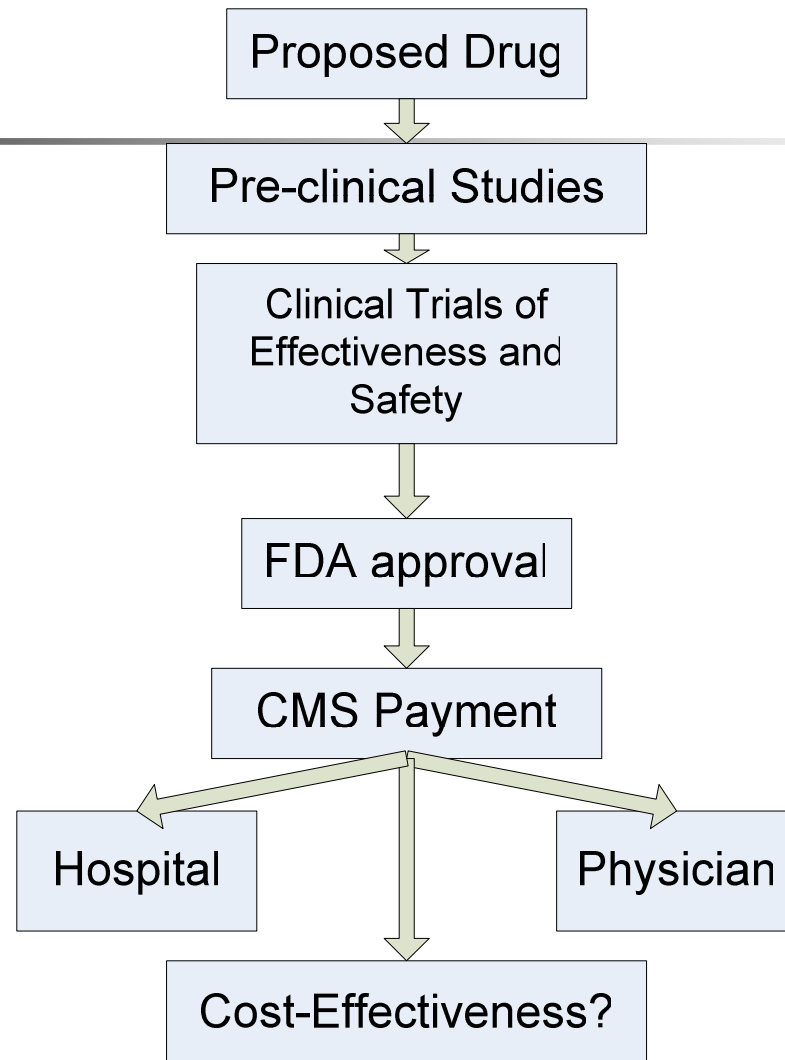 Proposed Drug
Pre-clinical Studies
Clinical Trials of
Effectiveness and
Safety
FDA approval
CMS Payment
Hospital
Physician
Cost-Effectiveness?